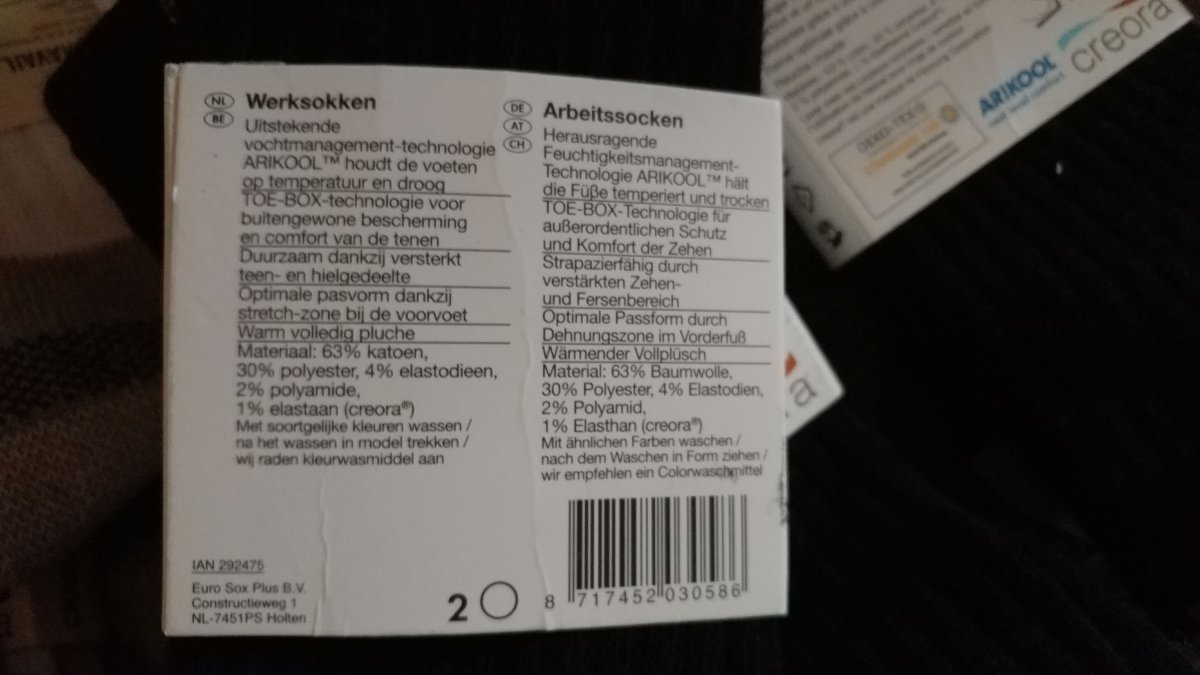 NL
BE
Werksokken
Uitstekende
vochtmanagement-technologie
ARIKOOL™ houdt de voeten
op temperatuur en droog
TOE-BOX-technologie voor
buitengewone bescherming
en comfort van de tenen
Duurzaam dankzij versterkt
teen- en hielgedeelte
Optimale pasvorm dankzij
stretch-zone bij de voorvoet
Warm volledig pluche
Materiaal: 63% katoen,
30% polyester, 4% elastodieen,
2% polyamide,
1% elastaan (creora®)
Met soortgelijke kleuren wassen /
na het wassen in model trekken /
wij raden kleurwasmiddel aan
IAN 292475
Euro Sox Plus B.V.
Constructieweg 1
NL-7451PS Holten
2
DE
AT
CH
Arbeitssocken
Herausragende
Feuchtigkeitsmanagement-
Technologie ARIKOOL™ hält
die Füße temperiert und trocken
TOE-BOX-Technologie für
außerordentlichen Schutz
und Komfort der Zehen
Strapazierfähig durch
verstärkten Zehen-
und Fersenbereich
Optimale Passform durch
Dehnungszone im Vorderfuß
Wärmender Vollplüsch
Material: 63% Baumwolle,
30% Polyester, 4% Elastodien,
2% Polyamid,
1% Elasthan (creora®)
Mit ähnlichen Farben waschen /
nach dem Waschen in Form ziehen /
wir empfehlen ein Colorwaschmittel
8 717452 030586
ARIKOOL
creora
OEKO-TEX®